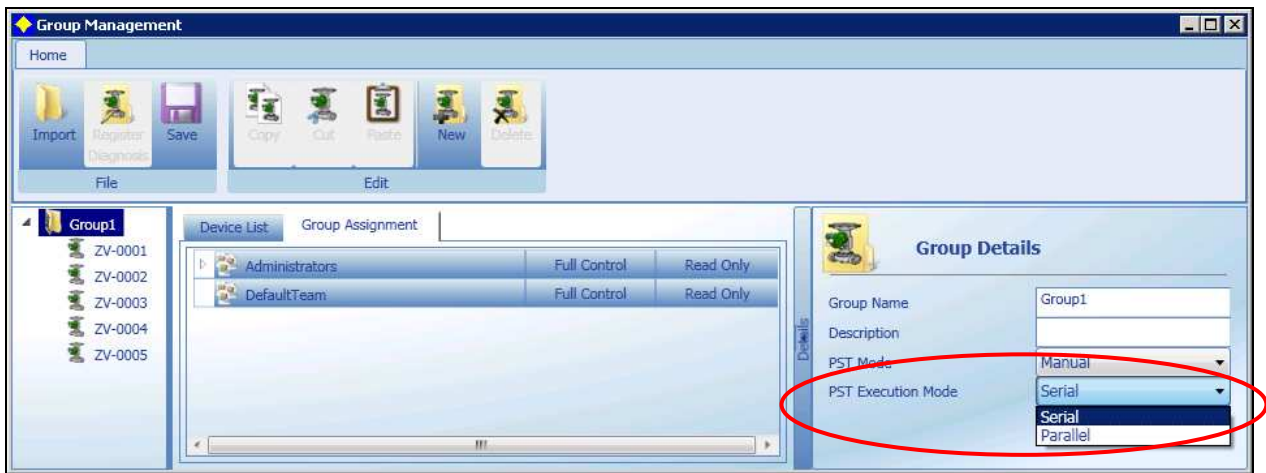 Group Management
Home
Import
Register Diagnosis
Save
Copy
Cut
Paste
New
Delete
File
Edit
Group1
ZV-0001
ZV-0002
ZV-0003
ZV-0004
ZV-0005
Device List
Group Assignment
Administrators Full Control Read Only
DefaultTeam Full Control Read Only
Details
Group Details
Group Name Group1
Description
PST Mode Manual
PST Execution Mode Serial
Serial
Parallel